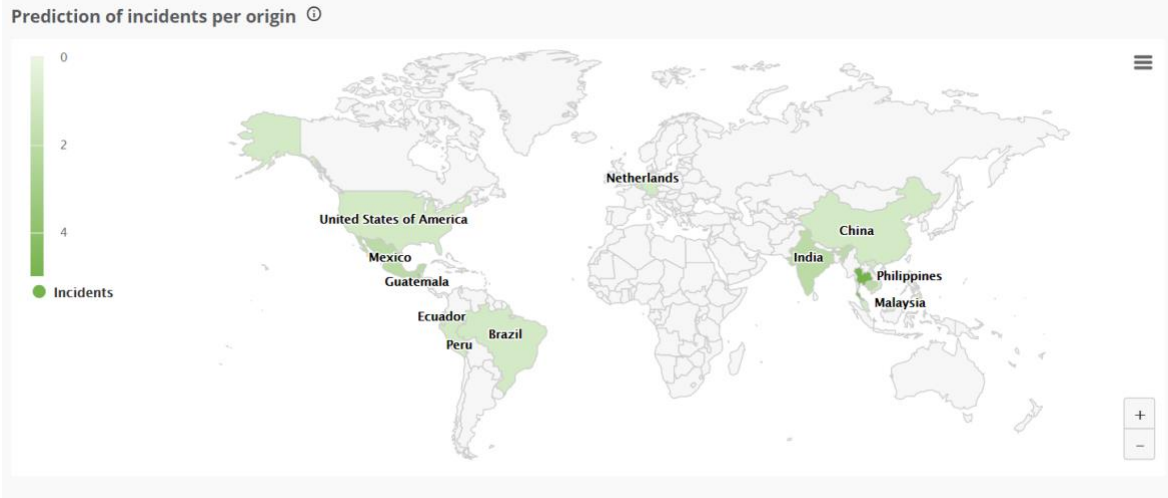 Prediction of incidents per origin
0
2
4
Incidents
Netherlands
United States of America
China
Mexico
India
Guatemala
Philippines
Malaysia
Ecuador
Brazil
Peru
+
−